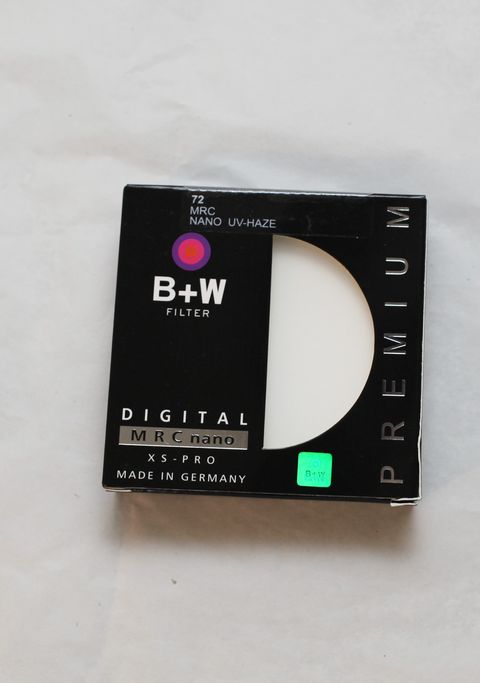 72
MRC
NANO UV-HAZE
B+W
FILTER
DIGITAL
MRC nano
XS-PRO
MADE IN GERMANY
B+W
PREMIUM